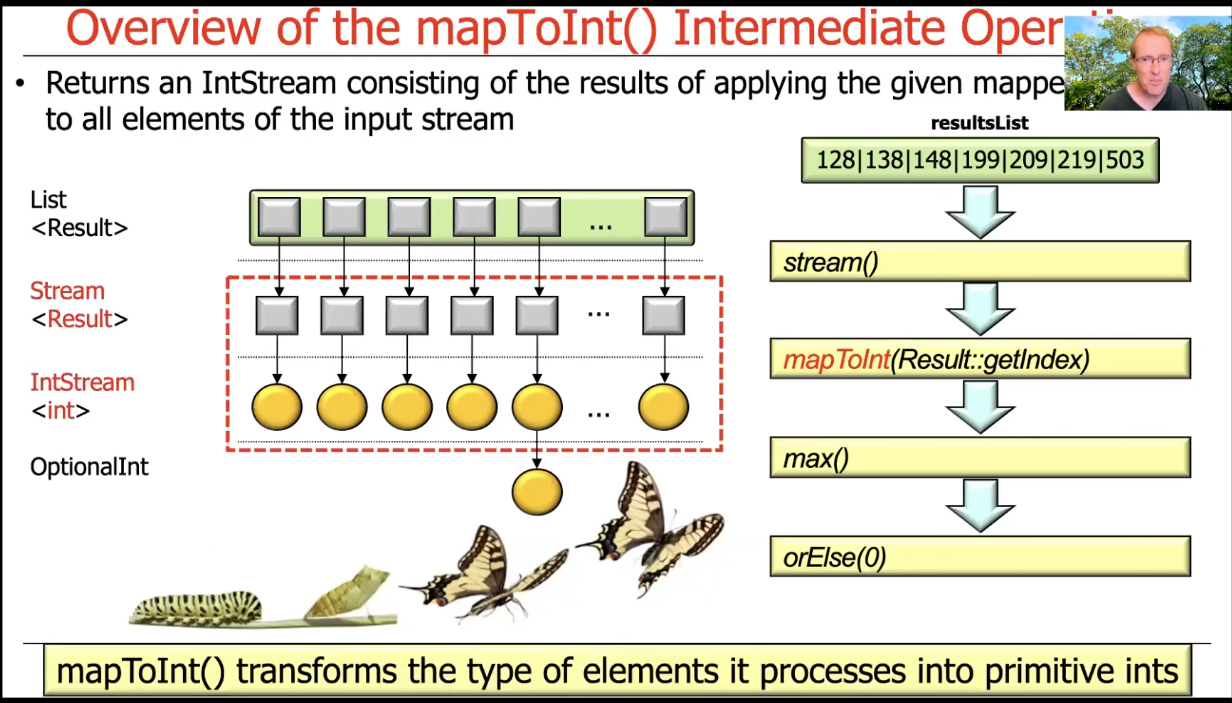 Overview of the mapToInt() Intermediate Oper
• Returns an IntStream consisting of the results of applying the given mappe
to all elements of the input stream
resultsList
128|138|148|199|209|219|503
List
<Result>
...
stream()
Stream
<Result>
...
mapToInt(Result::getIndex)
IntStream
<int>
...
max()
OptionalInt
orElse(0)
mapToInt() transforms the type of elements it processes into primitive ints